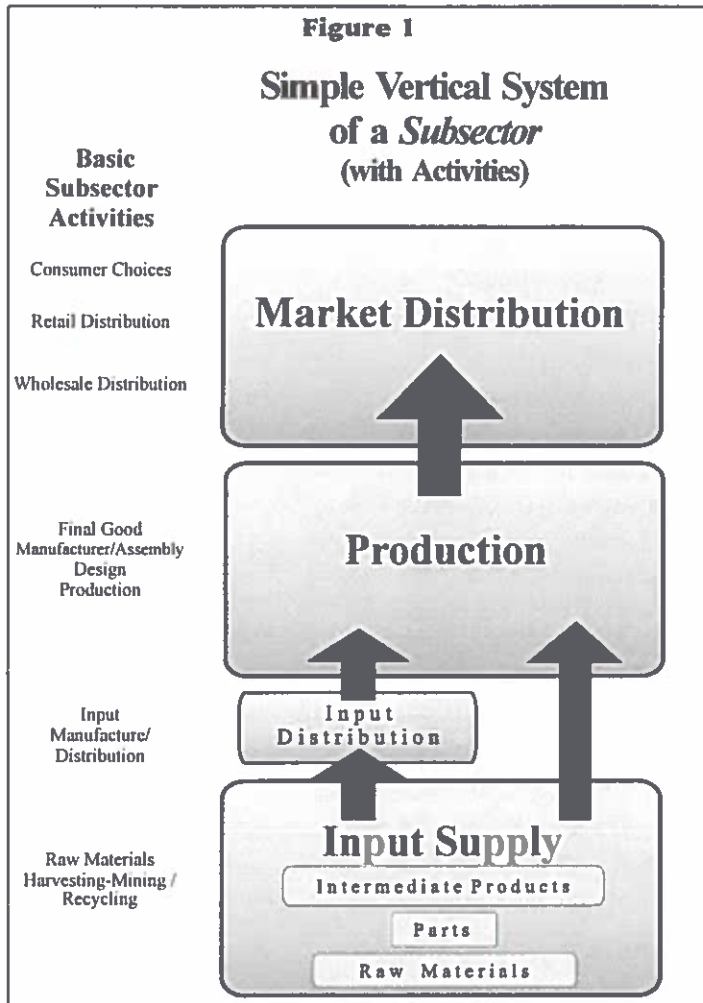 Figure 1
Simple Vertical System
of a Subsector
(with Activities)
Basic
Subsector
Activities
Consumer Choices
Retail Distribution
Wholesale Distribution
Market Distribution
Final Good
Manufacturer/Assembly
Design
Production
Production
Input
Manufacture/
Distribution
Input
Distribution
Raw Materials
Harvesting-Mining /
Recycling
Input Supply
Intermediate Products
Parts
Raw Materials